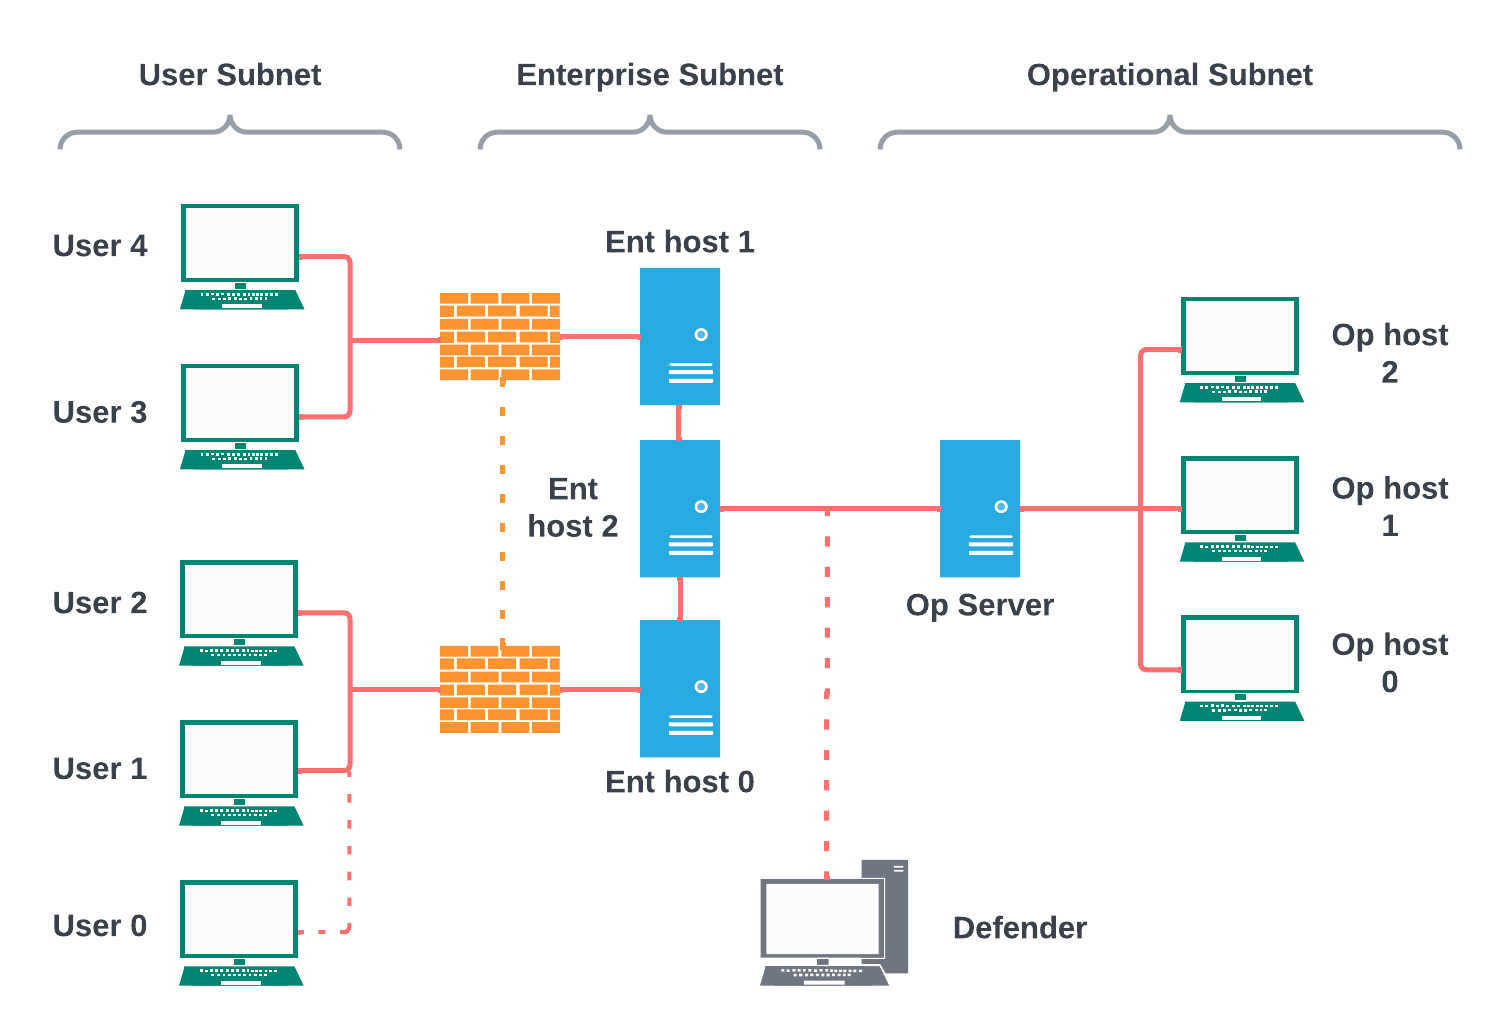 User Subnet
Enterprise Subnet
Operational Subnet
User 4
User 3
User 2
User 1
User 0
Ent host 1
Ent
host 2
Ent host 0
Op Server
Op host
2
Op host
1
Op host
0
Defender